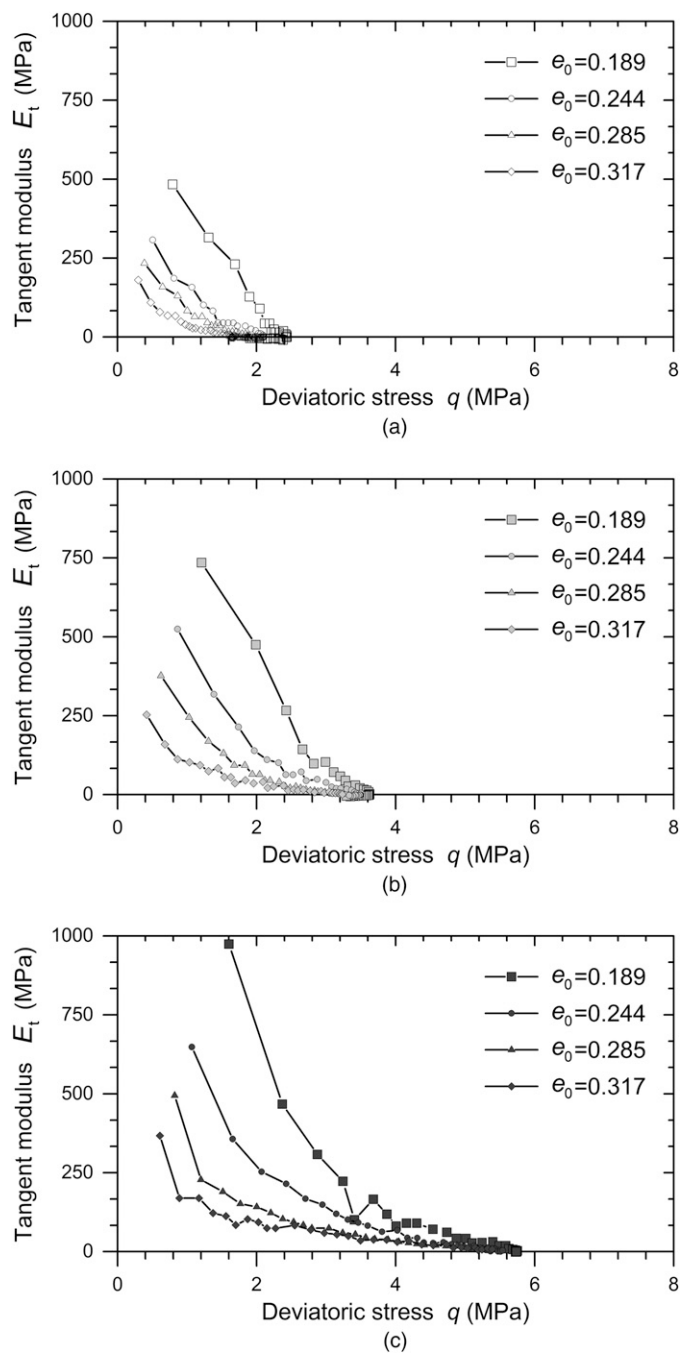 1000
750
500
250
0
Tangent modulus E_t (MPa)
e_0=0.189
e_0=0.244
e_0=0.285
e_0=0.317
0 2 4 6 8
Deviatoric stress q (MPa)
(a)
1000
750
500
250
0
Tangent modulus E_t (MPa)
e_0=0.189
e_0=0.244
e_0=0.285
e_0=0.317
0 2 4 6 8
Deviatoric stress q (MPa)
(b)
1000
750
500
250
0
Tangent modulus E_t (MPa)
e_0=0.189
e_0=0.244
e_0=0.285
e_0=0.317
0 2 4 6 8
Deviatoric stress q (MPa)
(c)